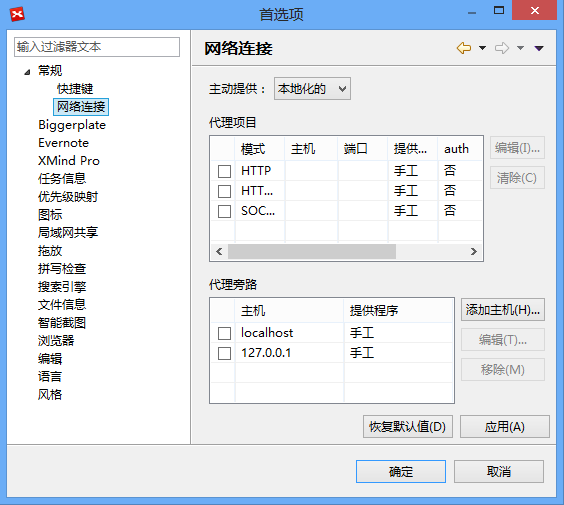 首选项
输入过滤器文本
常规
快捷键
网络连接
Biggerplate
Evernote
XMind Pro
任务信息
优先级映射
图标
局域网共享
拖放
拼写检查
搜索引擎
文件信息
智能截图
浏览器
编辑
语言
风格
网络连接
主动提供： 本地化的
代理项目
模式 主机 端口 提供... auth
HTTP 手工 否
HTT... 手工 否
SOC... 手工 否
编辑(I)...
清除(C)
代理旁路
主机 提供程序
localhost 手工
127.0.0.1 手工
添加主机(H)...
编辑(T)...
移除(M)
恢复默认值(D) 应用(A)
确定 取消